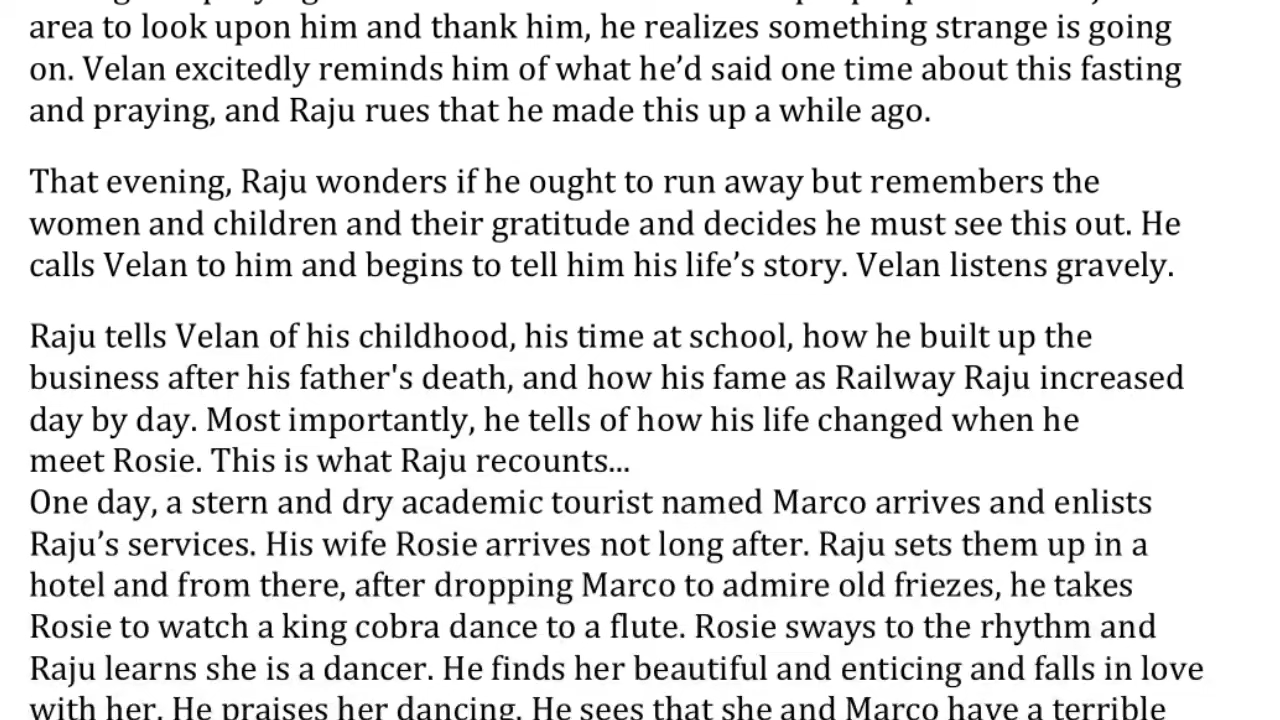 area to look upon him and thank him, he realizes something strange is going
on. Velan excitedly reminds him of what he’d said one time about this fasting
and praying, and Raju rues that he made this up a while ago.
That evening, Raju wonders if he ought to run away but remembers the
women and children and their gratitude and decides he must see this out. He
calls Velan to him and begins to tell him his life’s story. Velan listens gravely.
Raju tells Velan of his childhood, his time at school, how he built up the
business after his father's death, and how his fame as Railway Raju increased
day by day. Most importantly, he tells of how his life changed when he
meet Rosie. This is what Raju recounts...
One day, a stern and dry academic tourist named Marco arrives and enlists
Raju’s services. His wife Rosie arrives not long after. Raju sets them up in a
hotel and from there, after dropping Marco to admire old friezes, he takes
Rosie to watch a king cobra dance to a flute. Rosie sways to the rhythm and
Raju learns she is a dancer. He finds her beautiful and enticing and falls in love
with her. He praises her dancing. He sees that she and Marco have a terrible